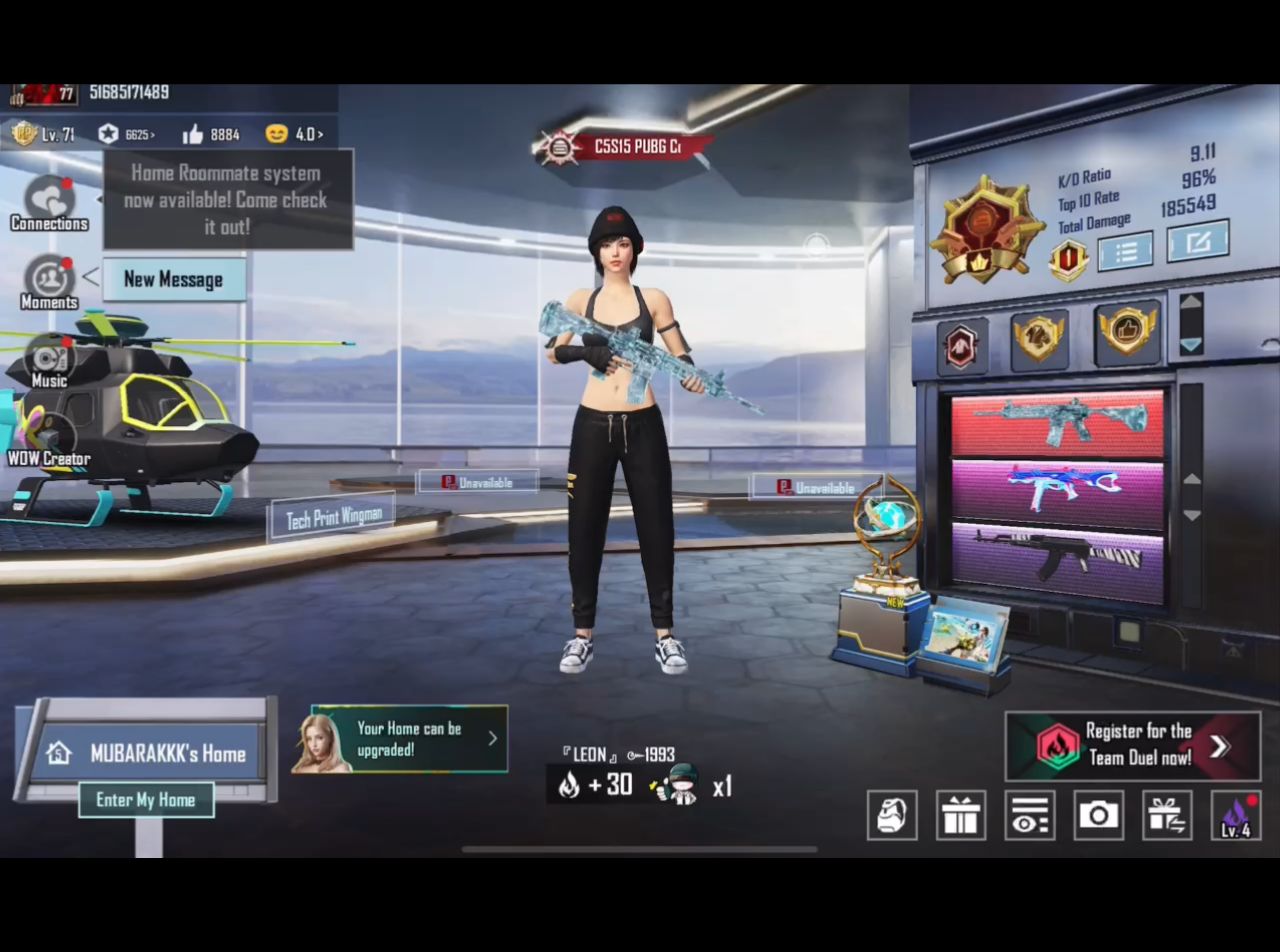 77
51685171489
Lv. 71
6625 >
8884
4.0 >
Home Roommate system
now available! Come check
it out!
Connections
New Message
Moments
Music
WOW Creator
C5S15 PUBG
K/D Ratio
9.11
Top 10 Rate
96%
Total Damage
185549
Unavailable
Unavailable
Tech Print Wingman
NEW
MUBARAKKK's Home
Enter My Home
Your Home can be
upgraded!
『LEON』 1993
+ 30
x1
Register for the
Team Duel now!
Lv. 4